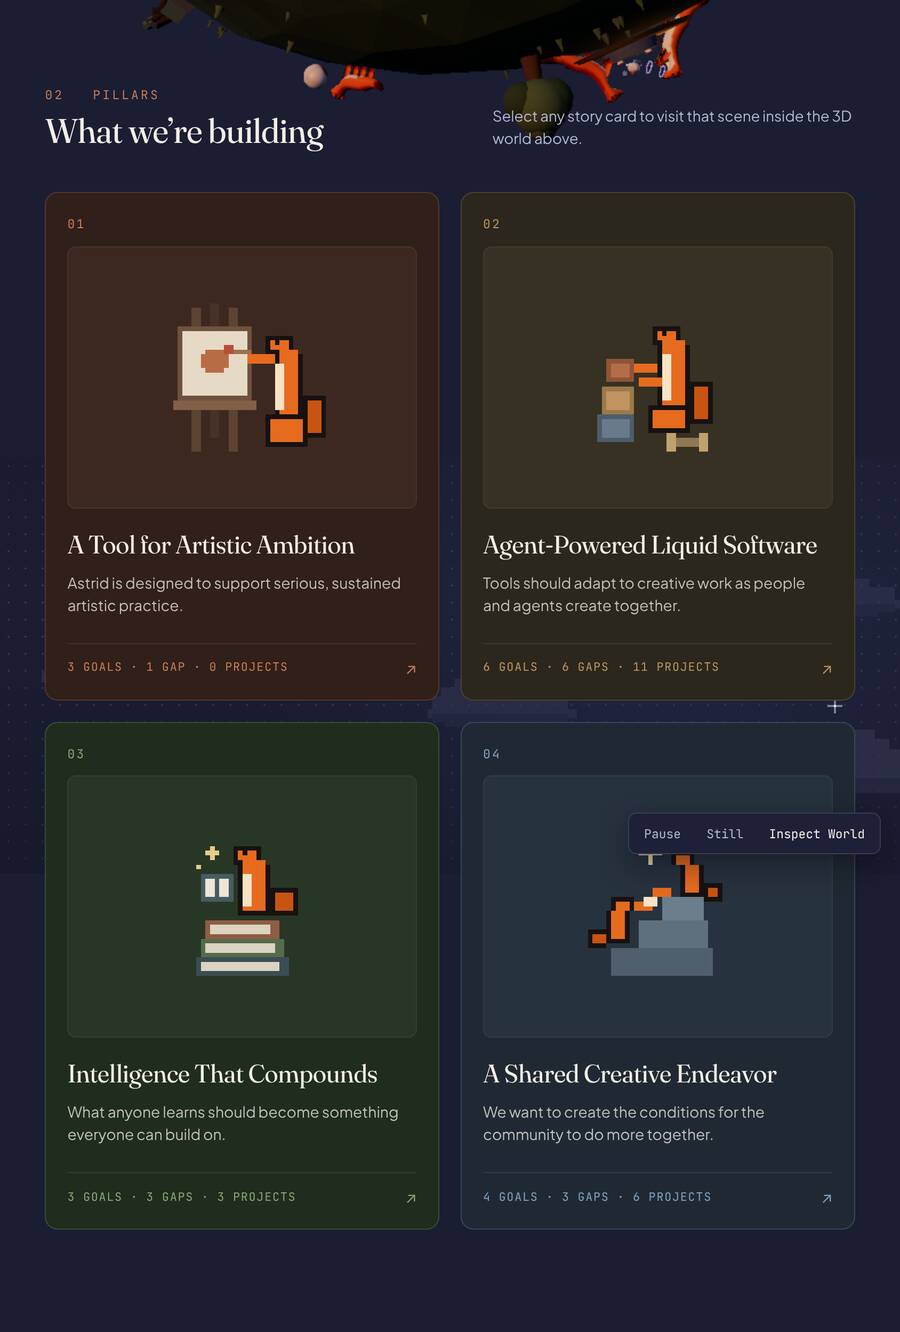 02 PILLARS
What we’re building
Select any story card to visit that scene inside the 3D
world above.
01
A Tool for Artistic Ambition
Astrid is designed to support serious, sustained
artistic practice.
3 GOALS · 1 GAP · 0 PROJECTS
02
Agent-Powered Liquid Software
Tools should adapt to creative work as people
and agents create together.
6 GOALS · 6 GAPS · 11 PROJECTS
03
Intelligence That Compounds
What anyone learns should become something
everyone can build on.
3 GOALS · 3 GAPS · 3 PROJECTS
04
Pause Still Inspect World
A Shared Creative Endeavor
We want to create the conditions for the
community to do more together.
4 GOALS · 3 GAPS · 6 PROJECTS